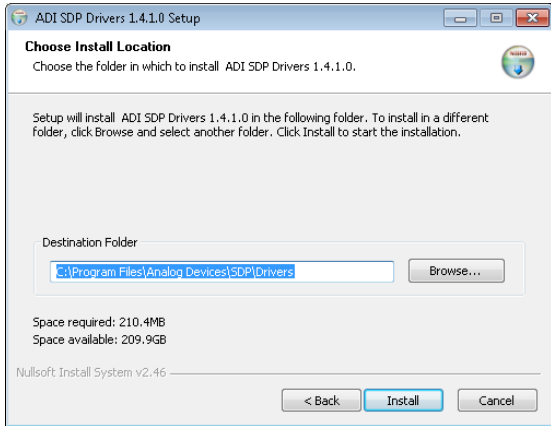 ADI SDP Drivers 1.4.1.0 Setup
Choose Install Location
Choose the folder in which to install ADI SDP Drivers 1.4.1.0.
Setup will install ADI SDP Drivers 1.4.1.0 in the following folder. To install in a different
folder, click Browse and select another folder. Click Install to start the installation.
Destination Folder
C:\Program Files\Analog Devices\SDP\Drivers
Browse...
Space required: 210.4MB
Space available: 209.9GB
Nullsoft Install System v2.46
< Back Install Cancel